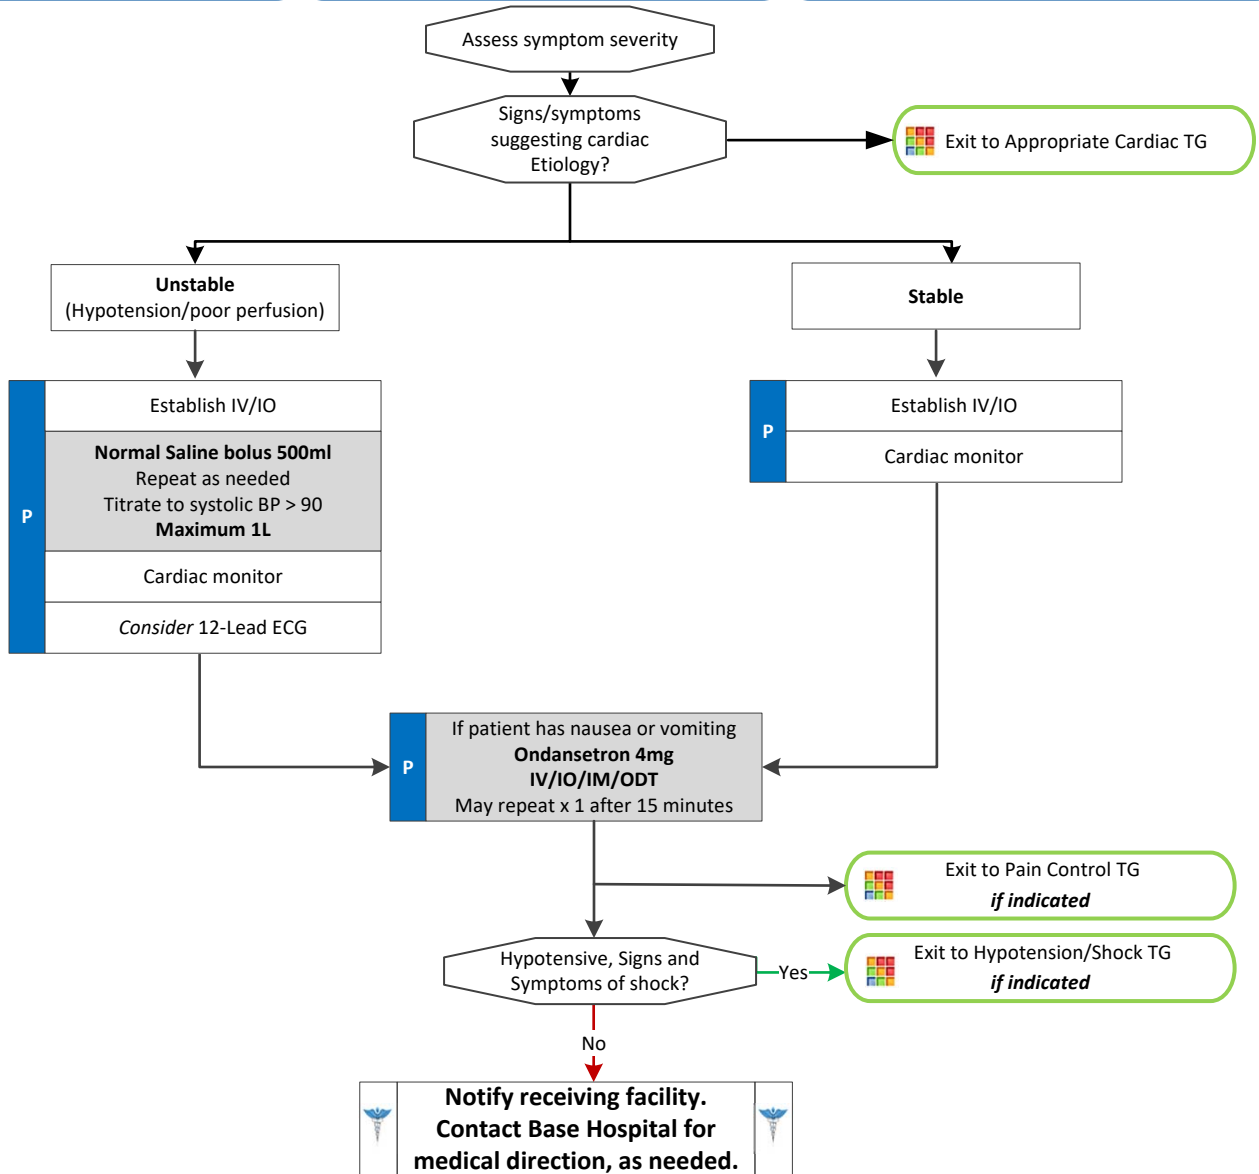 Assess symptom severity
Signs/symptoms
suggesting cardiac
Etiology?
Exit to Appropriate Cardiac TG
Unstable
(Hypotension/poor perfusion)
Stable
P
Establish IV/IO
Normal Saline bolus 500ml
Repeat as needed
Titrate to systolic BP > 90
Maximum 1L
Cardiac monitor
Consider 12-Lead ECG
P
Establish IV/IO
Cardiac monitor
P
If patient has nausea or vomiting
Ondansetron 4mg
IV/IO/IM/ODT
May repeat x 1 after 15 minutes
Exit to Pain Control TG
if indicated
Hypotensive, Signs and
Symptoms of shock?
Yes
Exit to Hypotension/Shock TG
if indicated
No
Notify receiving facility.
Contact Base Hospital for
medical direction, as needed.